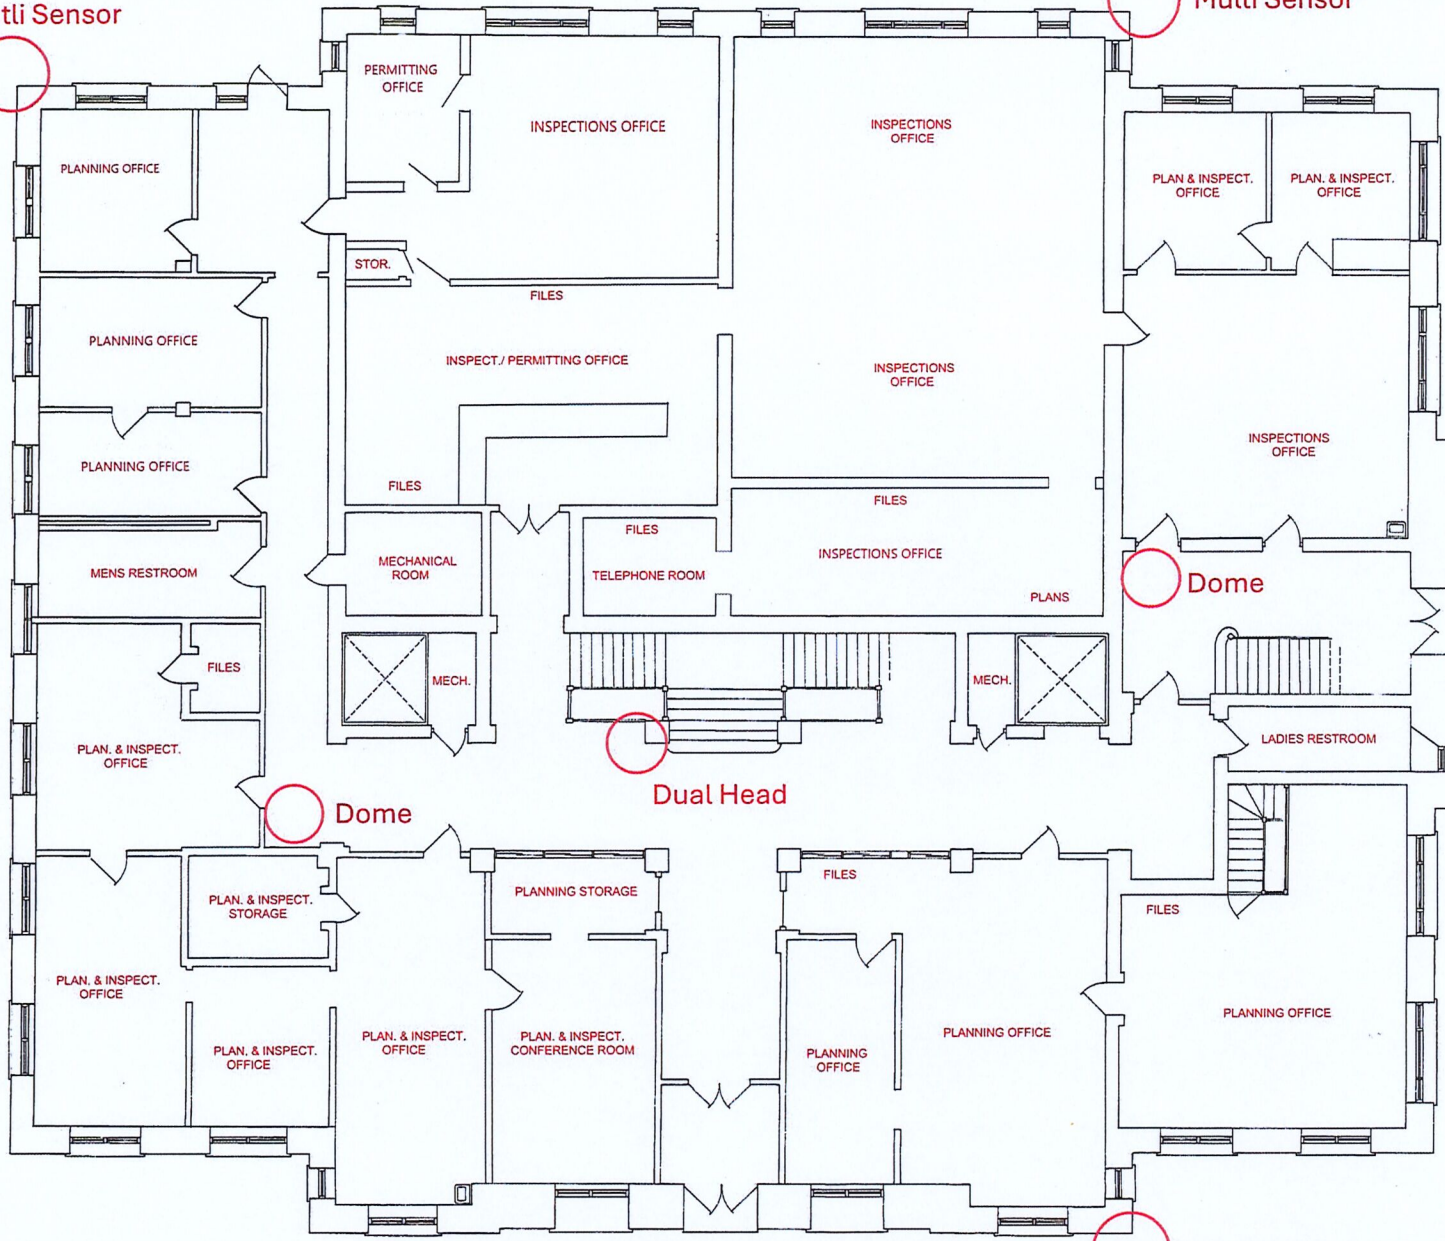 tli Sensor
Multi Sensor
PERMITTING
OFFICE
INSPECTIONS OFFICE
INSPECTIONS
OFFICE
PLANNING OFFICE
PLAN & INSPECT.
OFFICE
PLAN. & INSPECT.
OFFICE
STOR.
FILES
PLANNING OFFICE
INSPECT./ PERMITTING OFFICE
INSPECTIONS
OFFICE
PLANNING OFFICE
INSPECTIONS
OFFICE
FILES
FILES
FILES
MENS RESTROOM
MECHANICAL
ROOM
TELEPHONE ROOM
INSPECTIONS OFFICE
PLANS
Dome
FILES
MECH.
MECH.
PLAN. & INSPECT.
OFFICE
LADIES RESTROOM
Dual Head
Dome
PLAN. & INSPECT.
STORAGE
PLANNING STORAGE
FILES
FILES
PLAN. & INSPECT.
OFFICE
PLAN. & INSPECT.
OFFICE
PLAN. & INSPECT.
OFFICE
PLAN. & INSPECT.
CONFERENCE ROOM
PLANNING
OFFICE
PLANNING OFFICE
PLANNING OFFICE